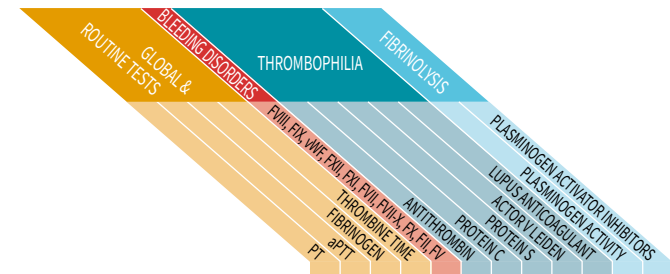 GLOBAL &
ROUTINE TESTS
BLEEDING DISORDERS
THROMBOPHILIA
FIBRINOLYSIS
PT
aPTT
FIBRINOGEN
THROMBINE TIME
FVIII, FIX, vWF, FXII, FXI, FVII, FVII-X, FX, FII, FV
ANTITHROMBN
PROTEIN C
PROTEIN S
ACTOR V LEIDEN
LUPUS ANTICOAGULANT
PLASMINOGEN ACTIVITY
PLASMINOGEN ACTIVATOR INHIBITORS